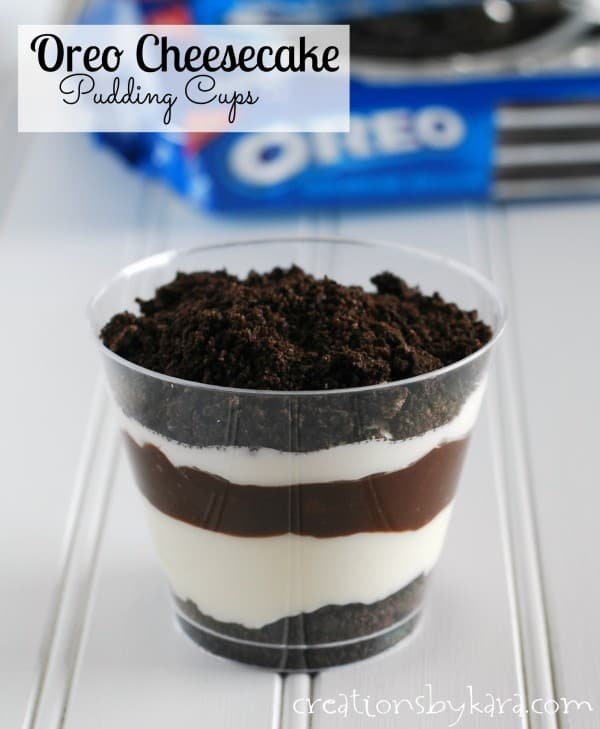 Oreo Cheesecake
Pudding Cups
OREO
creationsbykara.com